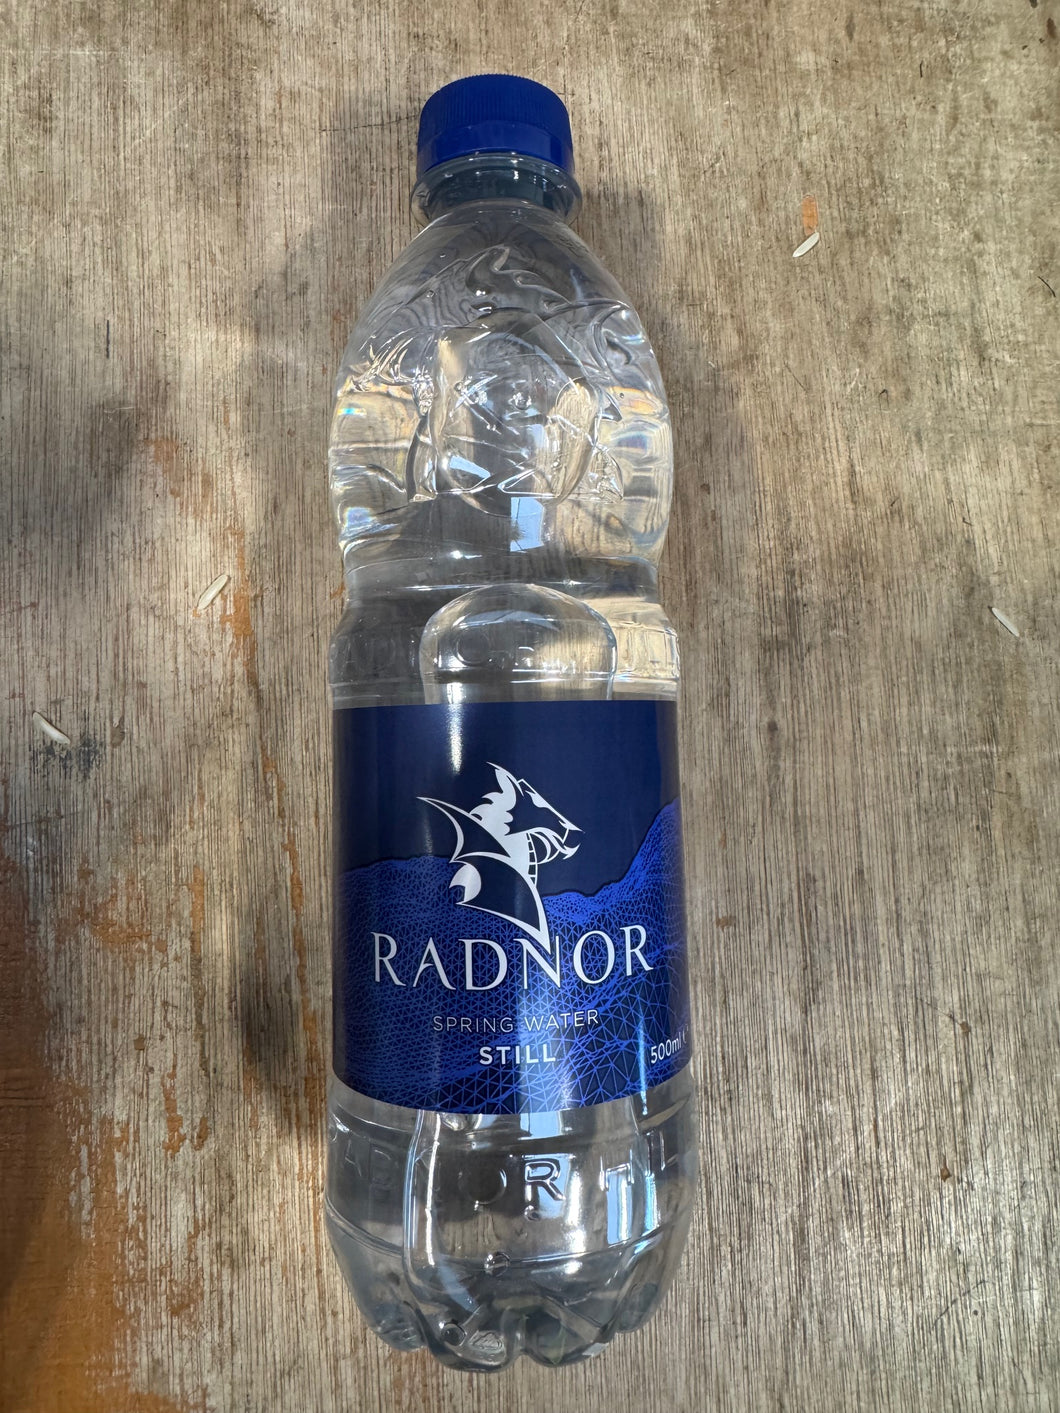 RADNOR
SPRING WATER
STILL
500ml e